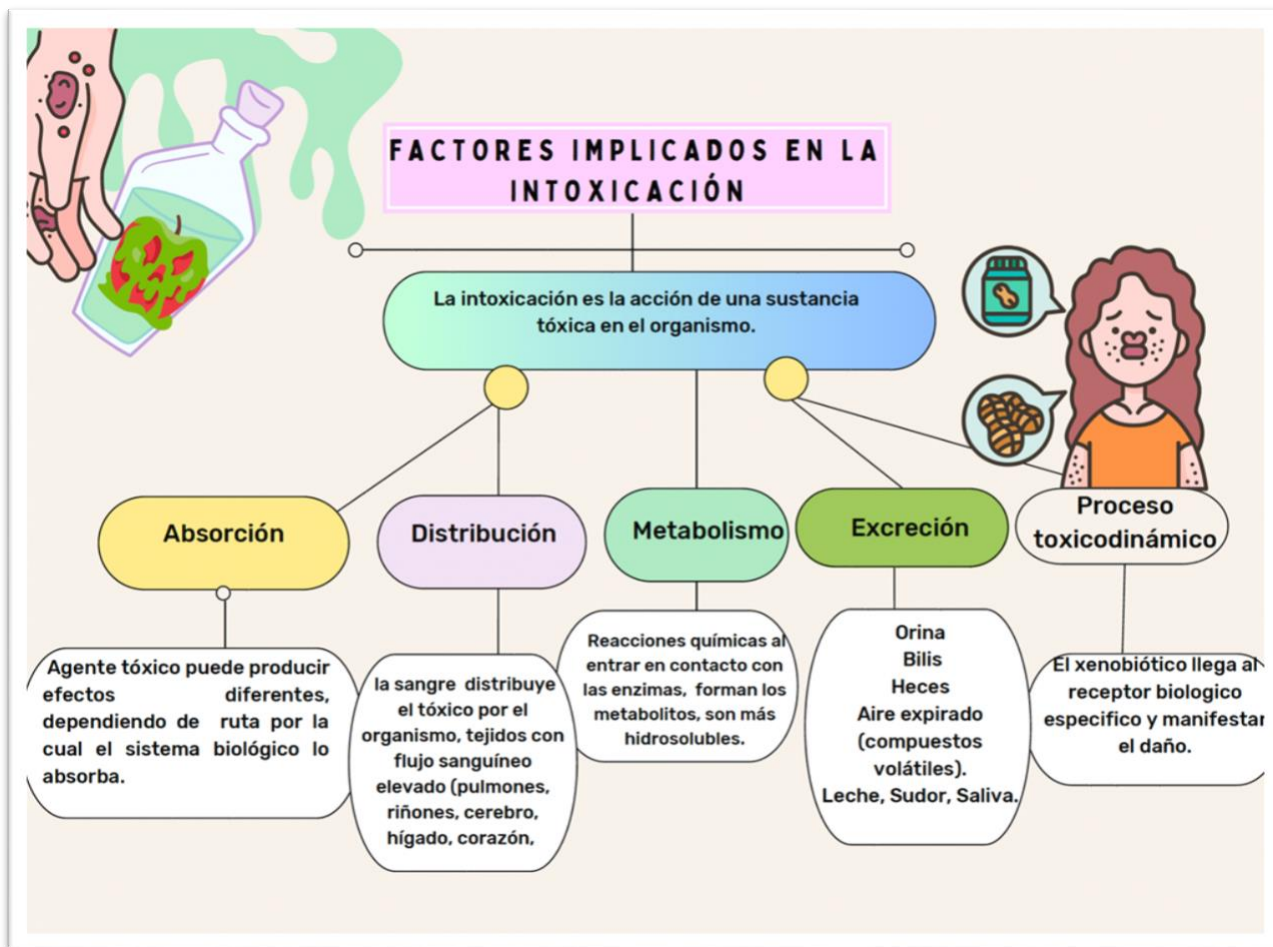 FACTORES IMPLICADOS EN LA
INTOXICACIÓN
La intoxicación es la acción de una sustancia
tóxica en el organismo.
Absorción
Agente tóxico puede producir
efectos diferentes,
dependiendo de ruta por la
cual el sistema biológico lo
absorba.
Distribución
la sangre distribuye
el tóxico por el
organismo, tejidos con
flujo sanguíneo
elevado (pulmones,
riñones, cerebro,
hígado, corazón,
Metabolismo
Reacciones químicas al
entrar en contacto con
las enzimas, forman los
metabolitos, son más
hidrosolubles.
Excreción
Orina
Bilis
Heces
Aire expirado
(compuestos
volátiles).
Leche, Sudor, Saliva.
Proceso
toxicodinámico
El xenobiótico llega al
receptor biologico
especifico y manifestar
el daño.